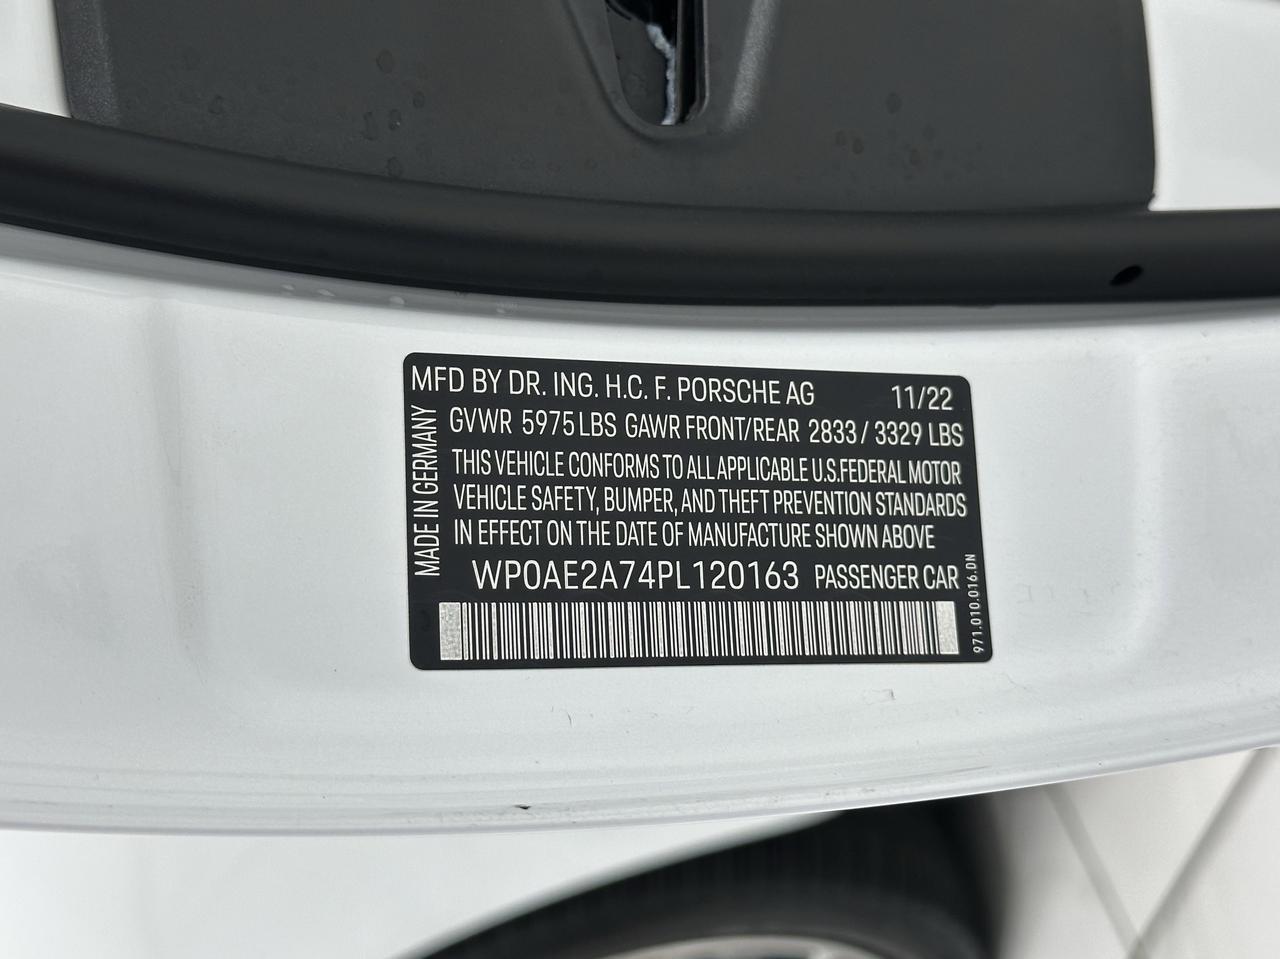 MFD BY DR. ING. H.C. F. PORSCHE AG 11/22
GVWR 5975 LBS GAWR FRONT/REAR 2833 / 3329 LBS
THIS VEHICLE CONFORMS TO ALL APPLICABLE U.S. FEDERAL MOTOR
VEHICLE SAFETY, BUMPER, AND THEFT PREVENTION STANDARDS
IN EFFECT ON THE DATE OF MANUFACTURE SHOWN ABOVE
WP0AE2A74PL120163 PASSENGER CAR
MADE IN GERMANY
971.010.016.DN